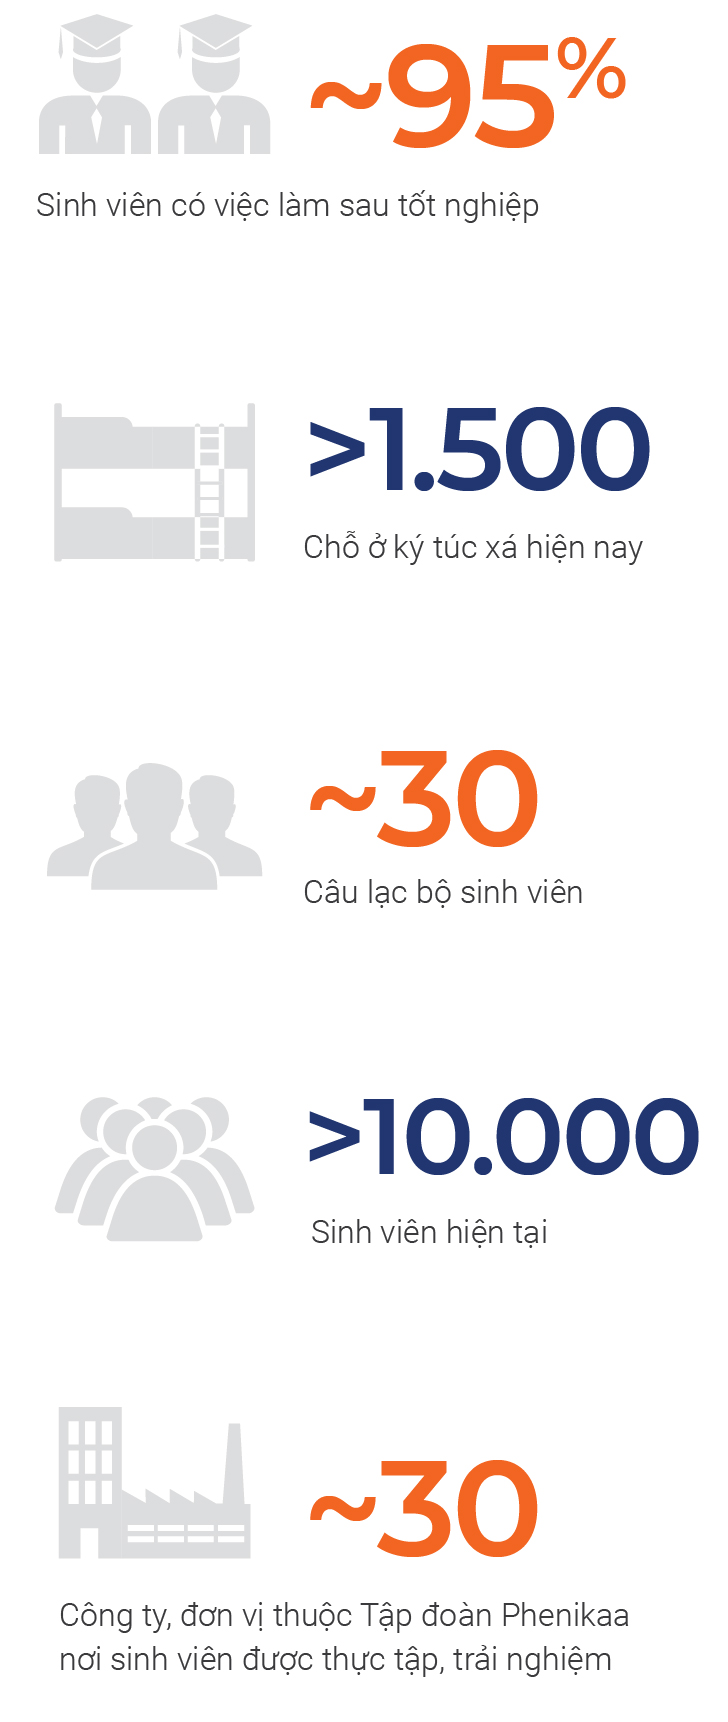 ~95%
Sinh viên có việc làm sau tốt nghiệp
>1.500
Chỗ ở ký túc xá hiện nay
~30
Câu lạc bộ sinh viên
>10.000
Sinh viên hiện tại
~30
Công ty, đơn vị thuộc Tập đoàn Phenikaa
nơi sinh viên được thực tập, trải nghiệm